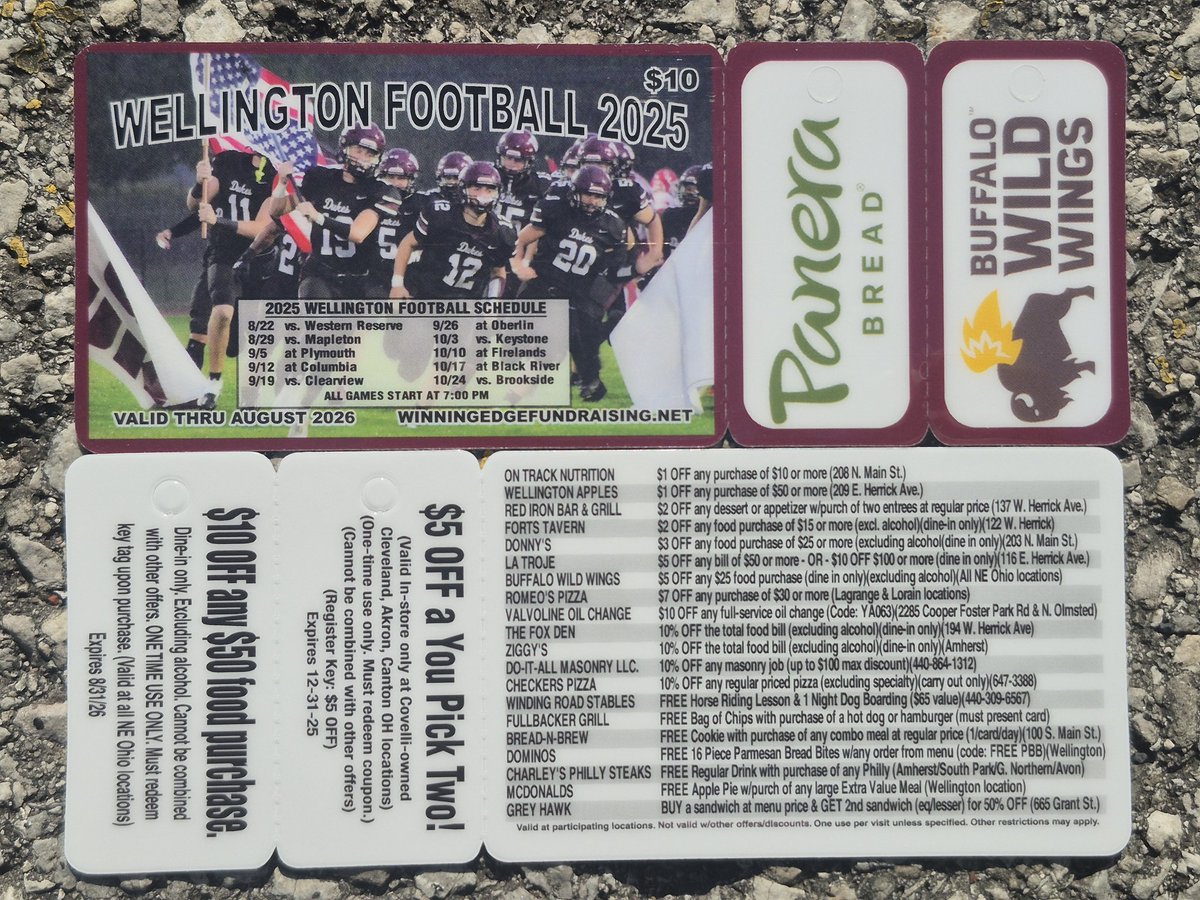 $10
WELLINGTON FOOTBALL 2025
Dukes
11
Dukes
2
15
5
Dukes
12
Dukes
20
2025 WELLINGTON FOOTBALL SCHEDULE
8/22 vs. Western Reserve
8/29 vs. Mapleton
9/5 at Plymouth
9/12 at Columbia
9/19 vs. Clearview
9/26 at Oberlin
10/3 vs. Keystone
10/10 at Firelands
10/17 at Black River
10/24 vs. Brookside
ALL GAMES START AT 7:00 PM
VALID THRU AUGUST 2026
WINNINGEDGEFUNDRAISING.NET
Panera
BREAD®
BUFFALO
WILD
WINGS™
$10 OFF any $50 food purchase.
Dine-in only. Excluding alcohol. Cannot be combined
with other offers. ONE TIME USE ONLY. Must redeem
key tag upon purchase. (Valid at all NE Ohio locations)
Expires 8/31/26
$5 OFF a You Pick Two!
(Valid In-store only at Covelli-owned
Cleveland, Akron, Canton OH locations)
(One-time use only. Must redeem coupon.)
(Cannot be combined with other offers)
(Register Key: $5 OFF)
Expires 12-31-25
ON TRACK NUTRITION $1 OFF any purchase of $10 or more (208 N. Main St.)
WELLINGTON APPLES $1 OFF any purchase of $50 or more (209 E. Herrick Ave.)
RED IRON BAR & GRILL $2 OFF any dessert or appetizer w/purch of two entrees at regular price (137 W. Herrick Ave.)
FORTS TAVERN $2 OFF any food purchase of $15 or more (excl. alcohol)(dine-in only)(122 W. Herrick)
DONNY'S $3 OFF any food purchase of $25 or more (excluding alcohol(dine in only)(203 N. Main St.)
LA TROJE $5 OFF any bill of $50 or more - OR - $10 OFF $100 or more (dine in only)(116 E. Herrick Ave.)
BUFFALO WILD WINGS $5 OFF any $25 food purchase (dine in only)(excluding alcohol)(All NE Ohio locations)
ROMEO'S PIZZA $7 OFF any purchase of $30 or more (Lagrange & Lorain locations)
VALVOLINE OIL CHANGE $10 OFF any full-service oil change (Code: YA063)(2285 Cooper Foster Park Rd & N. Olmsted)
THE FOX DEN 10% OFF the total food bill (excluding alcohol)(dine-in only)(194 W. Herrick Ave)
ZIGGY'S 10% OFF the total food bill (excluding alcohol)(dine-in only)(Amherst)
DO-IT-ALL MASONRY LLC. 10% OFF any masonry job (up to $100 max discount)(440-864-1312)
CHECKERS PIZZA 10% OFF any regular priced pizza (excluding specialty)(carry out only)(647-3388)
WINDING ROAD STABLES FREE Horse Riding Lesson & 1 Night Dog Boarding ($65 value)(440-309-6567)
FULLBACKER GRILL FREE Bag of Chips with purchase of a hot dog or hamburger (must present card)
BREAD-N-BREW FREE Cookie with purchase of any combo meal at regular price (1/card/day)(100 S. Main St.)
DOMINOS FREE 16 Piece Parmesan Bread Bites w/any order from menu (code: FREE PBB)(Wellington)
CHARLEY'S PHILLY STEAKS FREE Regular Drink with purchase of any Philly (Amherst/South Park/G. Northern/Avon)
MCDONALDS FREE Apple Pie w/purch of any large Extra Value Meal (Wellington location)
GREY HAWK BUY a sandwich at menu price & GET 2nd sandwich (eq/lesser) for 50% OFF (665 Grant St.)
Valid at participating locations. Not valid w/other offers/discounts. One use per visit unless specified. Other restrictions may apply.